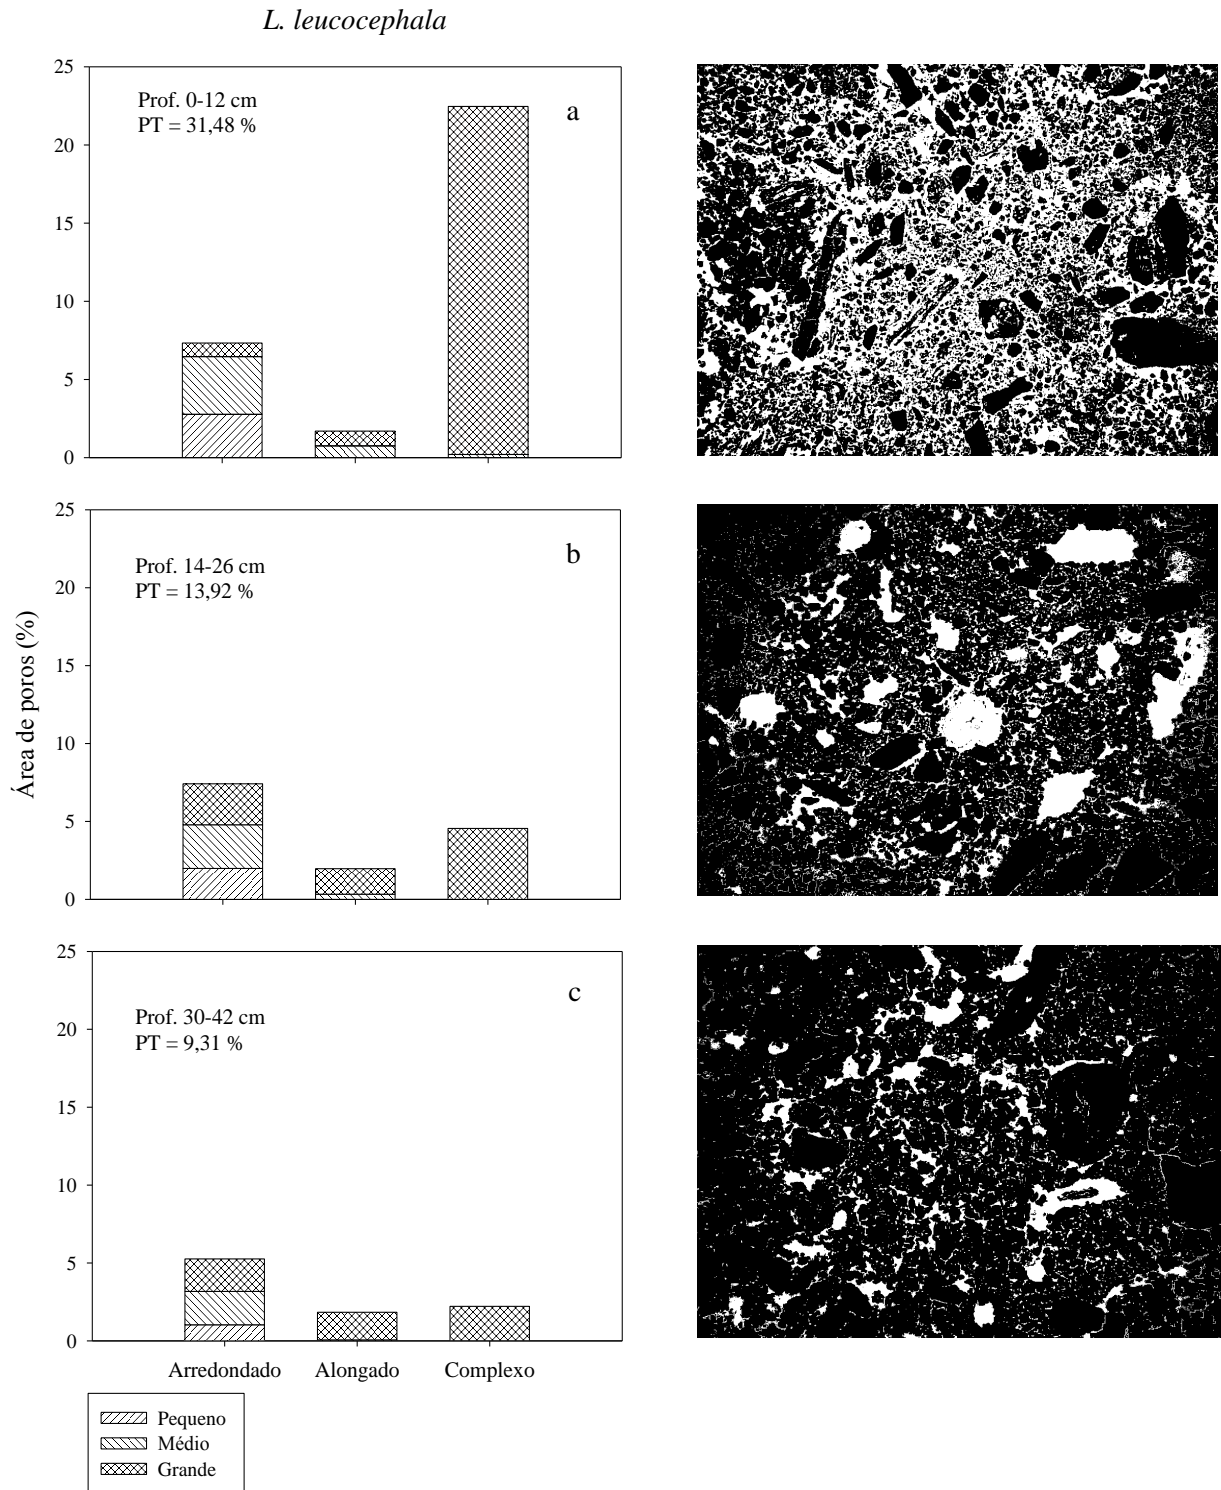 L. leucocephala
25
20
15
10
5
0
Prof. 0-12 cm
PT = 31,48 %
a
Área de poros (%)
25
20
15
10
5
0
Prof. 14-26 cm
PT = 13,92 %
b
25
20
15
10
5
0
Prof. 30-42 cm
PT = 9,31 %
c
Arredondado Alongado Complexo
Pequeno
Médio
Grande